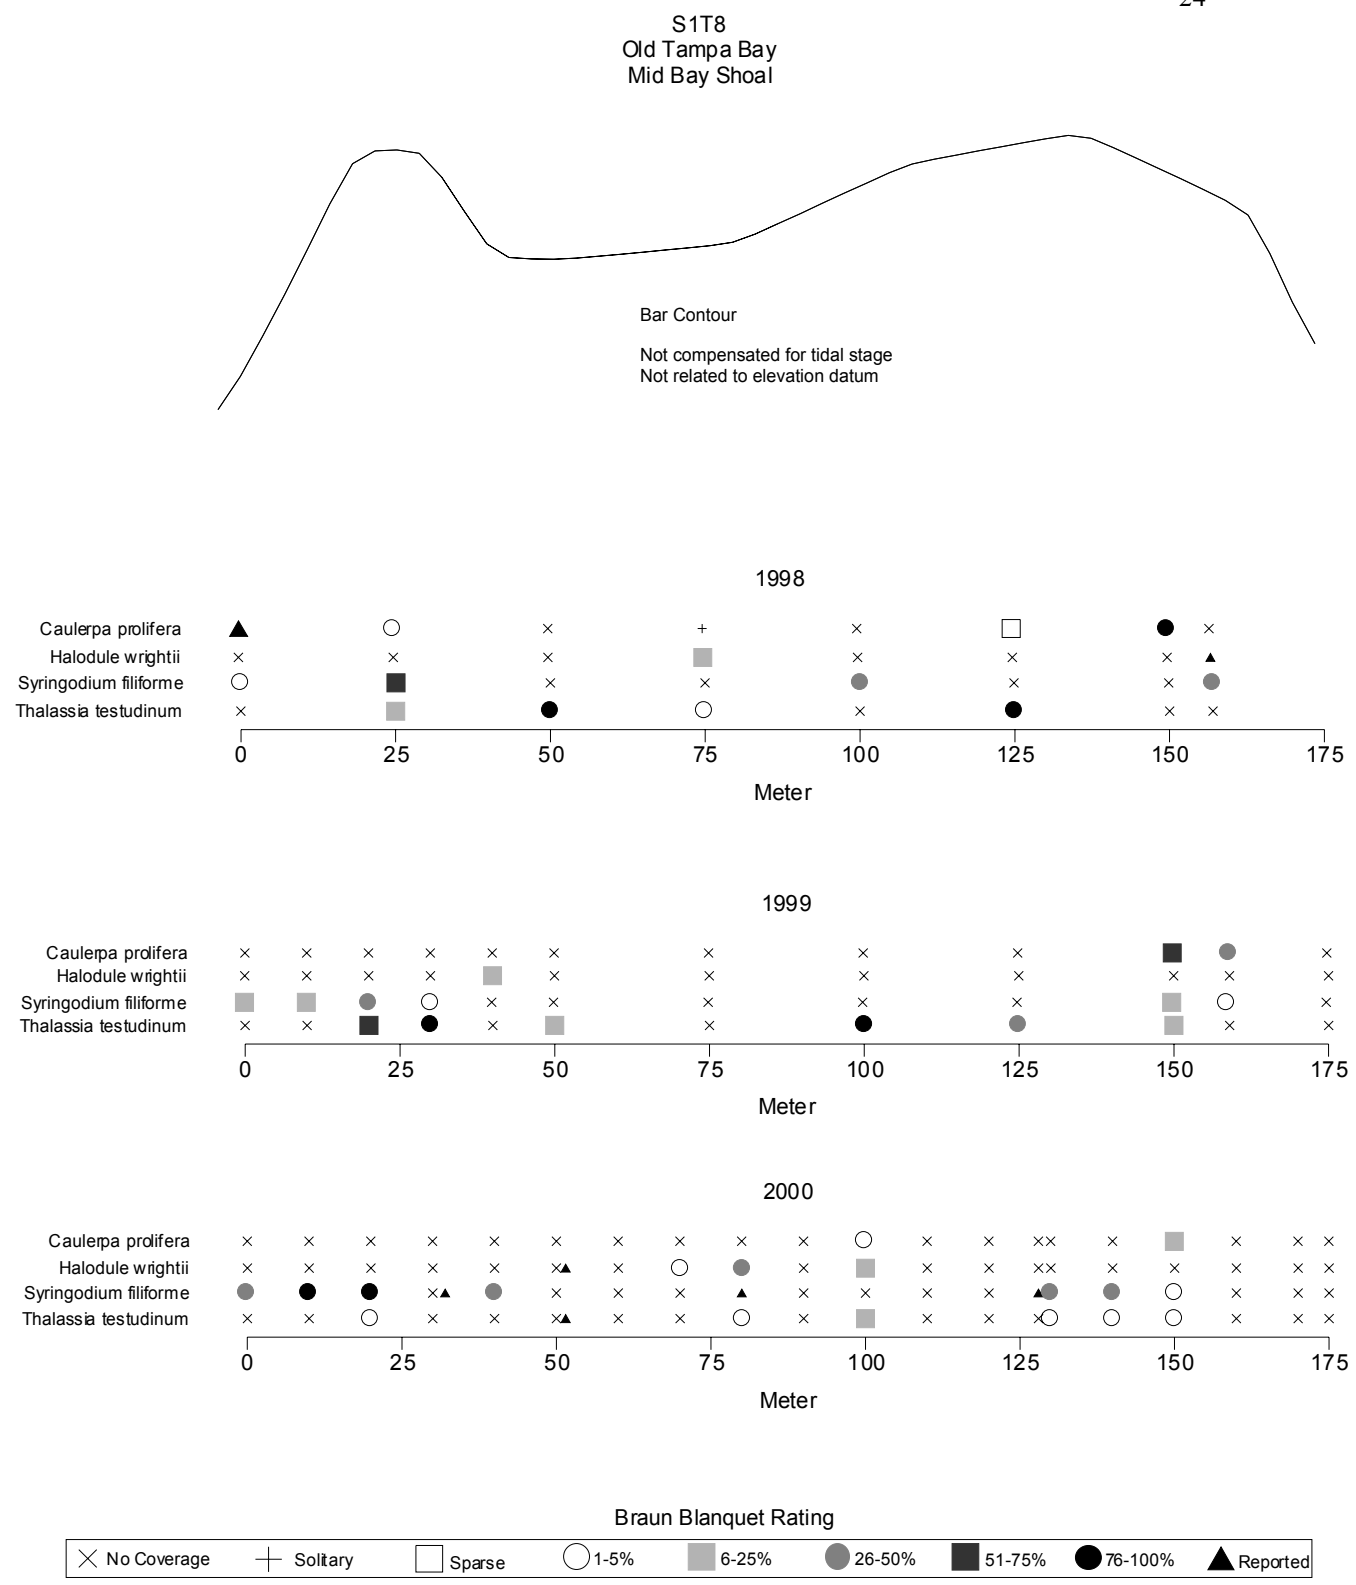 24
S1T8
Old Tampa Bay
Mid Bay Shoal
Bar Contour
Not compensated for tidal stage
Not related to elevation datum
1998
Caulerpa prolifera
Halodule wrightii
Syringodium filiforme
Thalassia testudinum
0 25 50 75 100 125 150 175
Meter
1999
Caulerpa prolifera
Halodule wrightii
Syringodium filiforme
Thalassia testudinum
0 25 50 75 100 125 150 175
Meter
2000
Caulerpa prolifera
Halodule wrightii
Syringodium filiforme
Thalassia testudinum
0 25 50 75 100 125 150 175
Meter
Braun Blanquet Rating
No Coverage Solitary Sparse 1-5% 6-25% 26-50% 51-75% 76-100% Reported